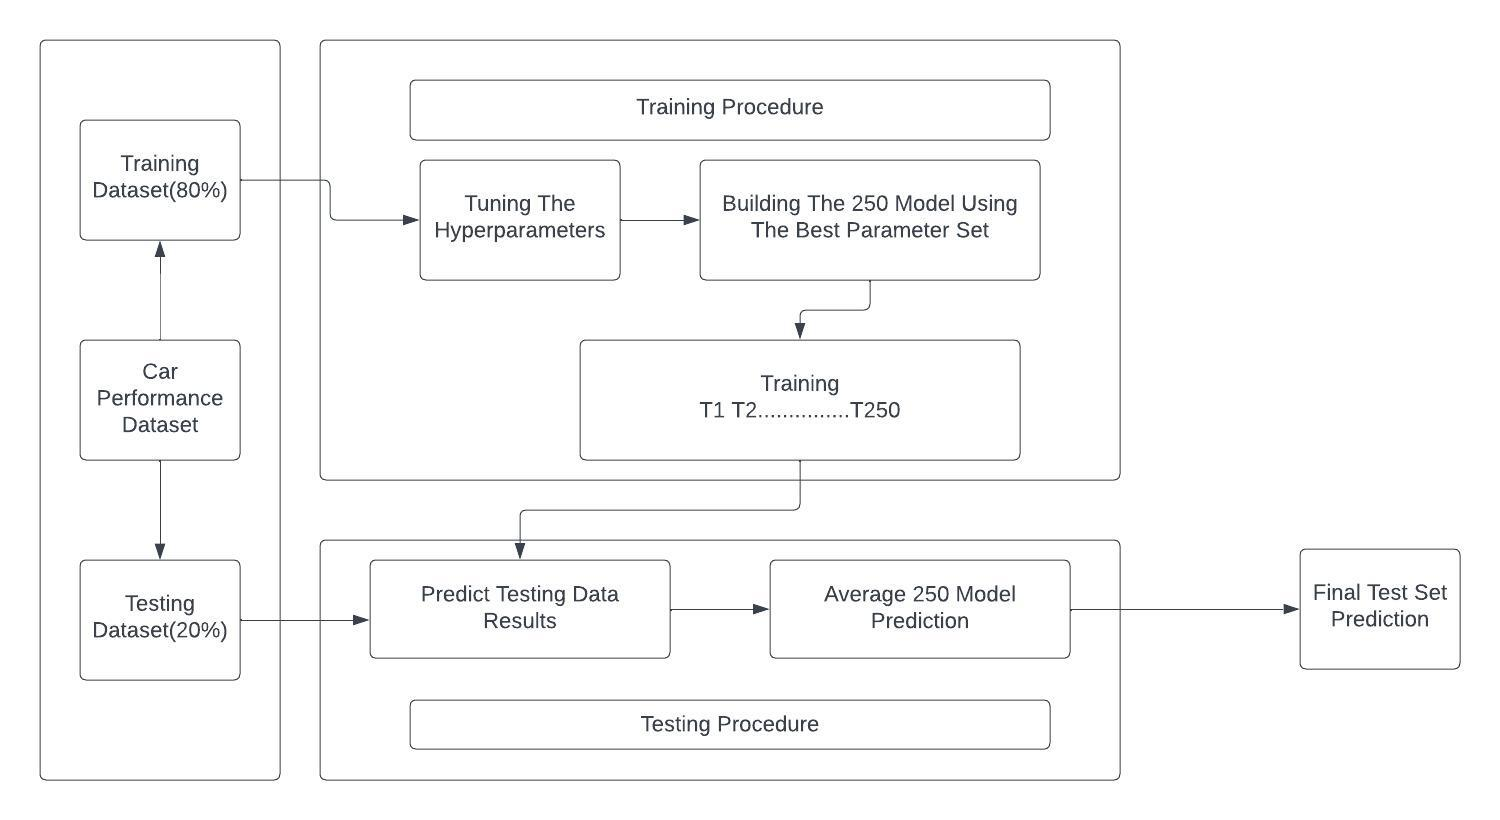 Training Procedure
Training
Dataset(80%)
Tuning The
Hyperparameters
Building The 250 Model Using
The Best Parameter Set
Car
Performance
Dataset
Training
T1 T2...............T250
Testing
Dataset(20%)
Predict Testing Data
Results
Average 250 Model
Prediction
Final Test Set
Prediction
Testing Procedure